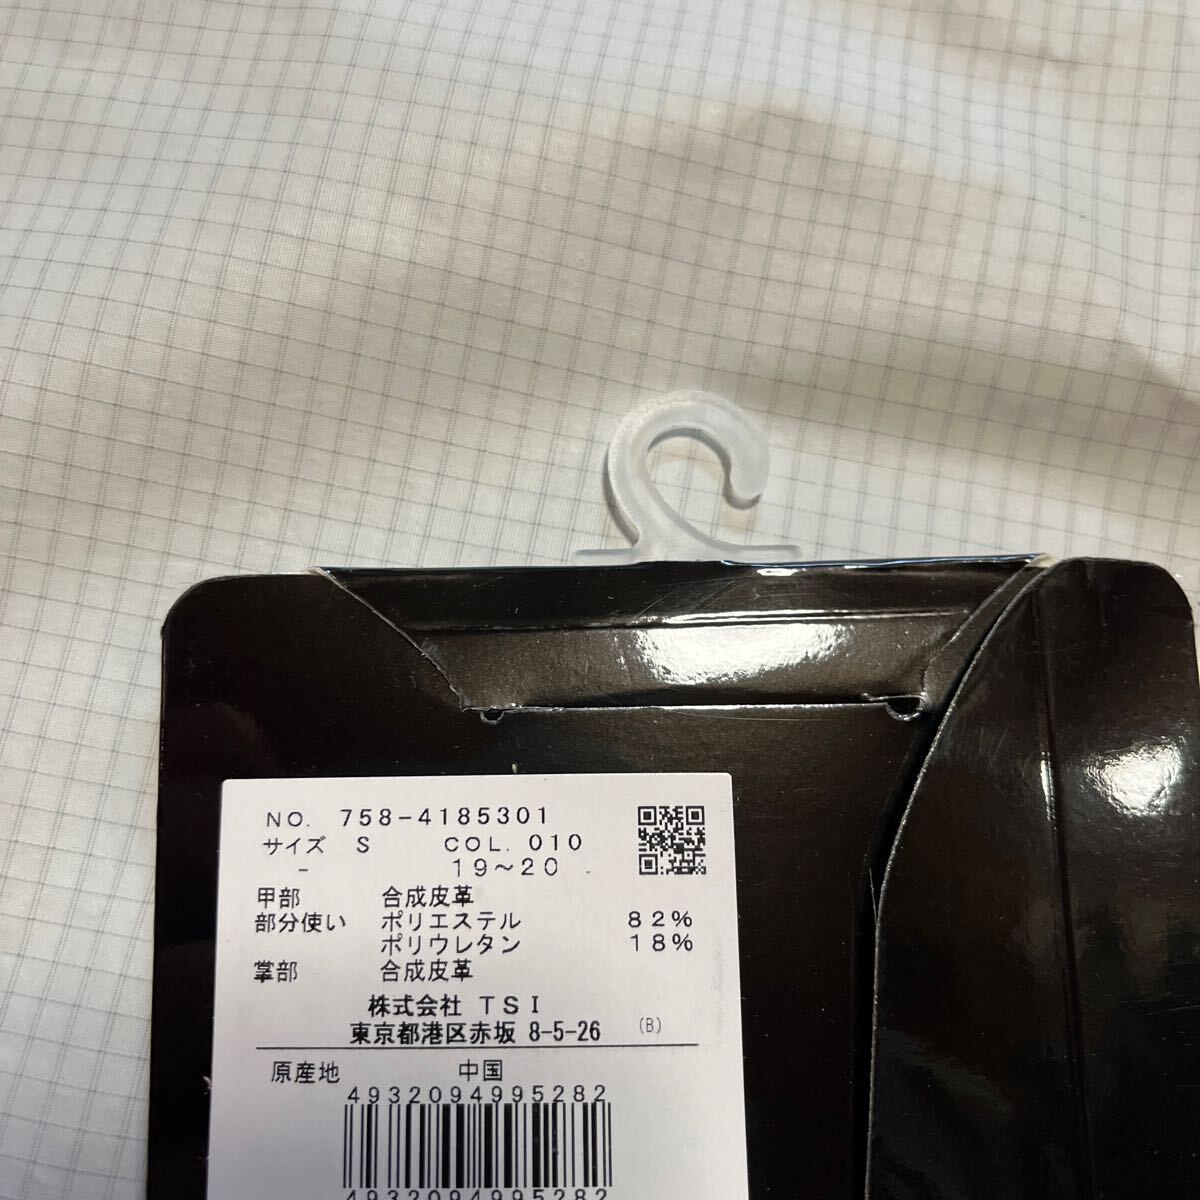 NO. 758-4185301
サイズ S COL. 010
- 19～20
甲部 合成皮革
部分使い ポリエステル 82%
ポリウレタン 18%
掌部 合成皮革
株式会社 TSI
東京都港区赤坂 8-5-26 (B)
原産地 中国
4932094995282
4932094995282